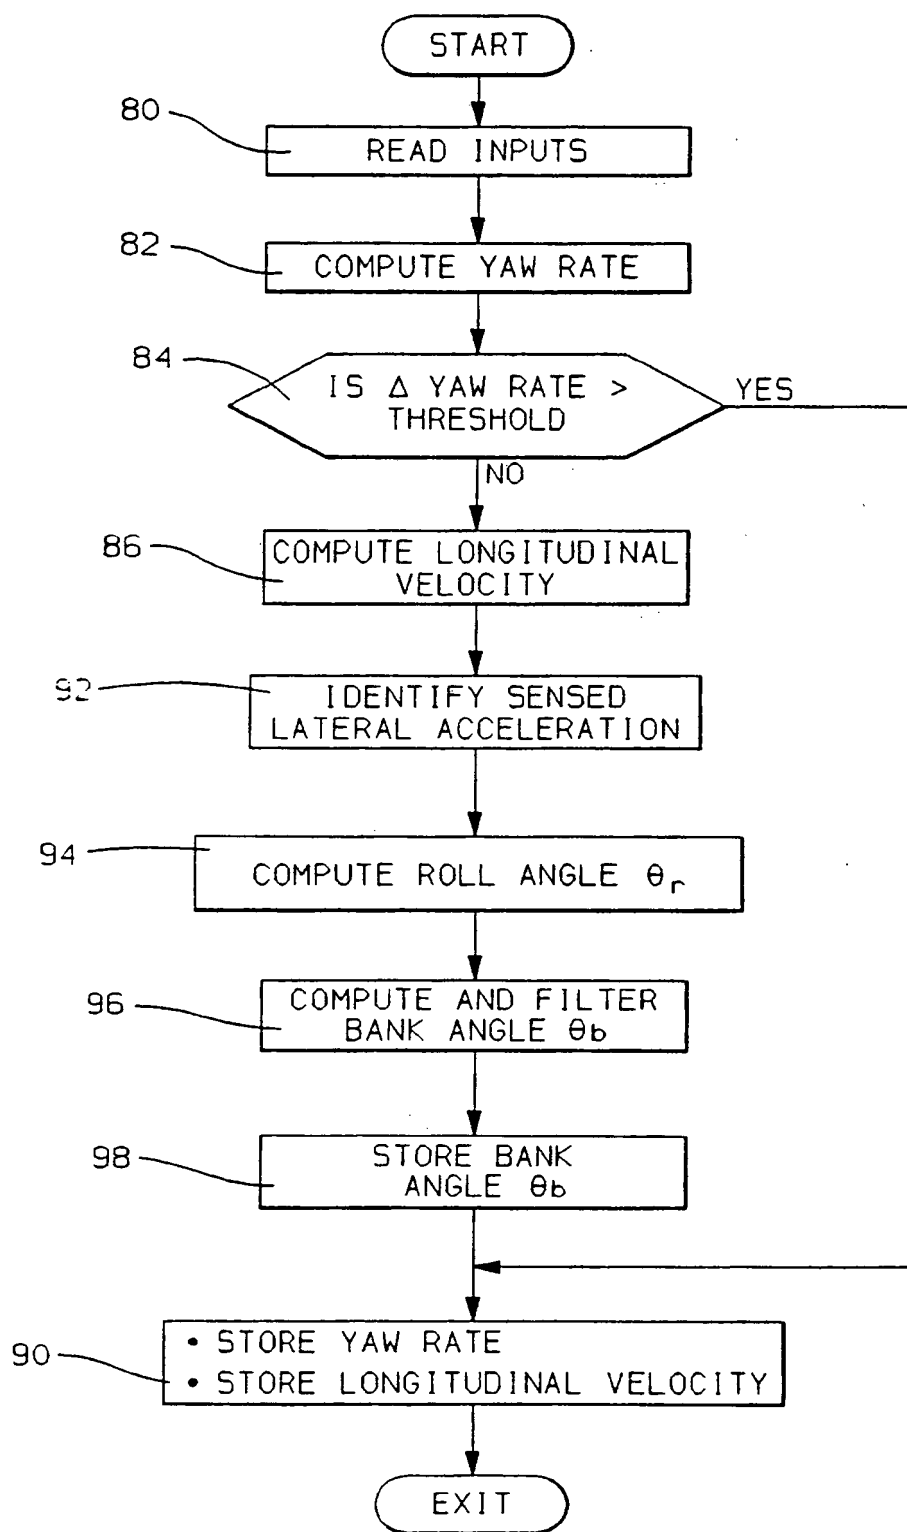 START
80
READ INPUTS
82
COMPUTE YAW RATE
84
IS Δ YAW RATE >
THRESHOLD
YES
NO
86
COMPUTE LONGITUDINAL
VELOCITY
92
IDENTIFY SENSED
LATERAL ACCELERATION
94
COMPUTE ROLL ANGLE θr
96
COMPUTE AND FILTER
BANK ANGLE θb
98
STORE BANK
ANGLE θb
90
• STORE YAW RATE
• STORE LONGITUDINAL VELOCITY
EXIT